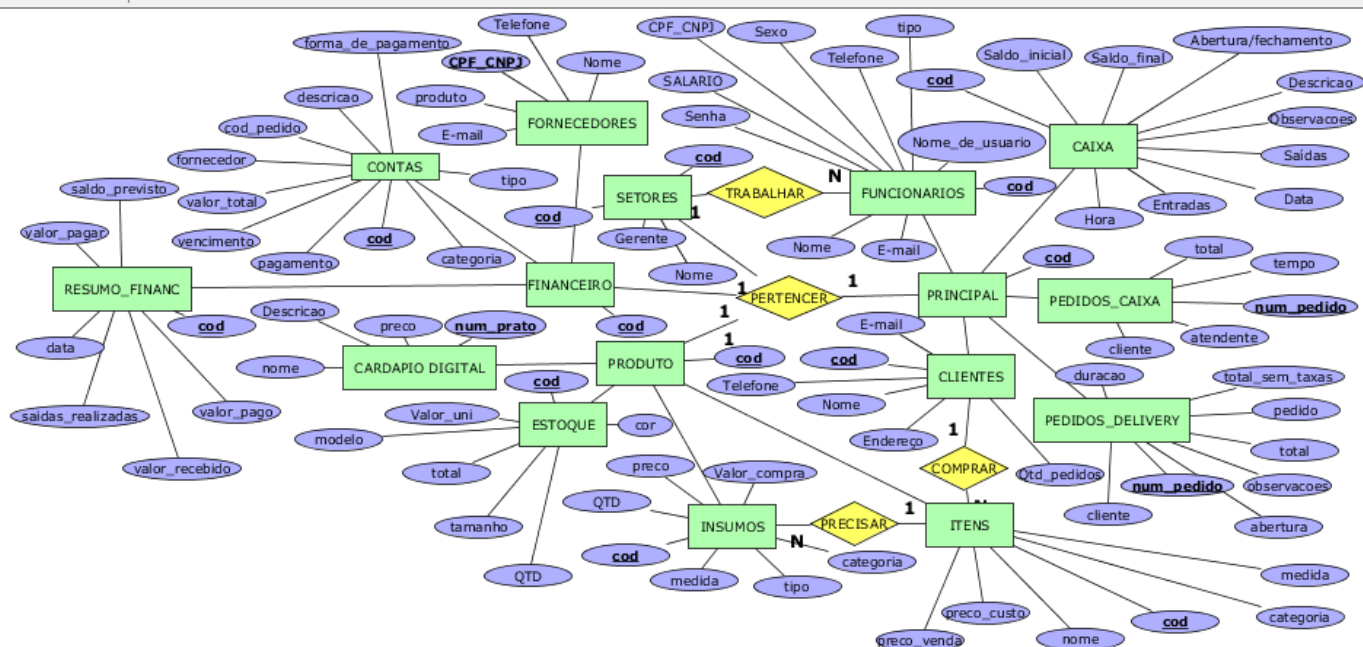 Telefone
forma_de_pagamento
CPF_CNPJ
Nome
descricao
produto
cod_pedido
E-mail
FORNECEDORES
fornecedor
CONTAS
saldo_previsto
valor_total
tipo
vencimento
cod
valor_pagar
pagamento
categoria
RESUMO_FINANC
FINANCEIRO
cod
cod
data
saidas_realizadas
valor_pago
valor_recebido
CPF_CNPJ
Sexo
tipo
Telefone
SALARIO
Senha
Nome_de_usuario
cod
TRABALHAR
N
FUNCIONARIOS
cod
SETORES
1
cod
Gerente
Nome
Nome
E-mail
Saldo_inicial
Saldo_final
Abertura/fechamento
cod
Descricao
Observacoes
CAIXA
Saídas
Data
Entradas
Hora
1
PERTENCER
1
PRINCIPAL
cod
total
tempo
PEDIDOS_CAIXA
num_pedido
atendente
cliente
Descricao
preco
num_prato
1
1
nome
CARDAPIO DIGITAL
PRODUTO
cod
cod
Valor_uni
modelo
ESTOQUE
cor
total
tamanho
QTD
E-mail
cod
Telefone
CLIENTES
Nome
Endereço
1
COMPRAR
N
Qtd_pedidos
duracao
total_sem_taxas
PEDIDOS_DELIVERY
pedido
total
num_pedido
observacoes
cliente
abertura
preco
Valor_compra
QTD
INSUMOS
PRECISAR
1
ITENS
cod
N
categoria
medida
tipo
medida
preco_custo
cod
categoria
preco_venda
nome